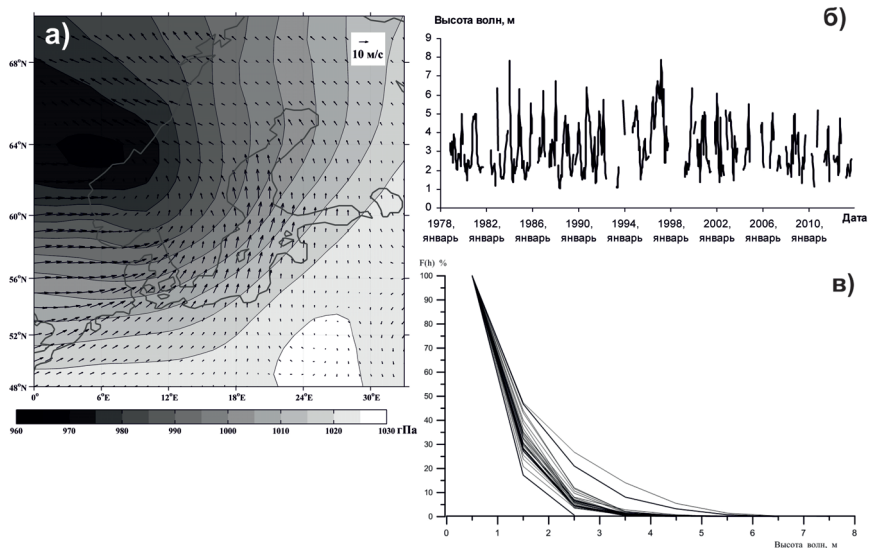 а)
10 м/с
68°N
64°N
60°N
56°N
52°N
48°N
0° 6°E 12°E 18°E 24°E 30°E
960 970 980 990 1000 1010 1020 1030 гПа
Высота волн, м
б)
9
8
7
6
5
4
3
2
1
0
1978, 1982, 1986, 1990, 1994, 1998, 2002, 2006, 2010, Дата
январь январь январь январь январь январь январь январь январь
F(h) %
в)
100
90
80
70
60
50
40
30
20
10
0
0 1 2 3 4 5 6 7 8
Высота волн, м